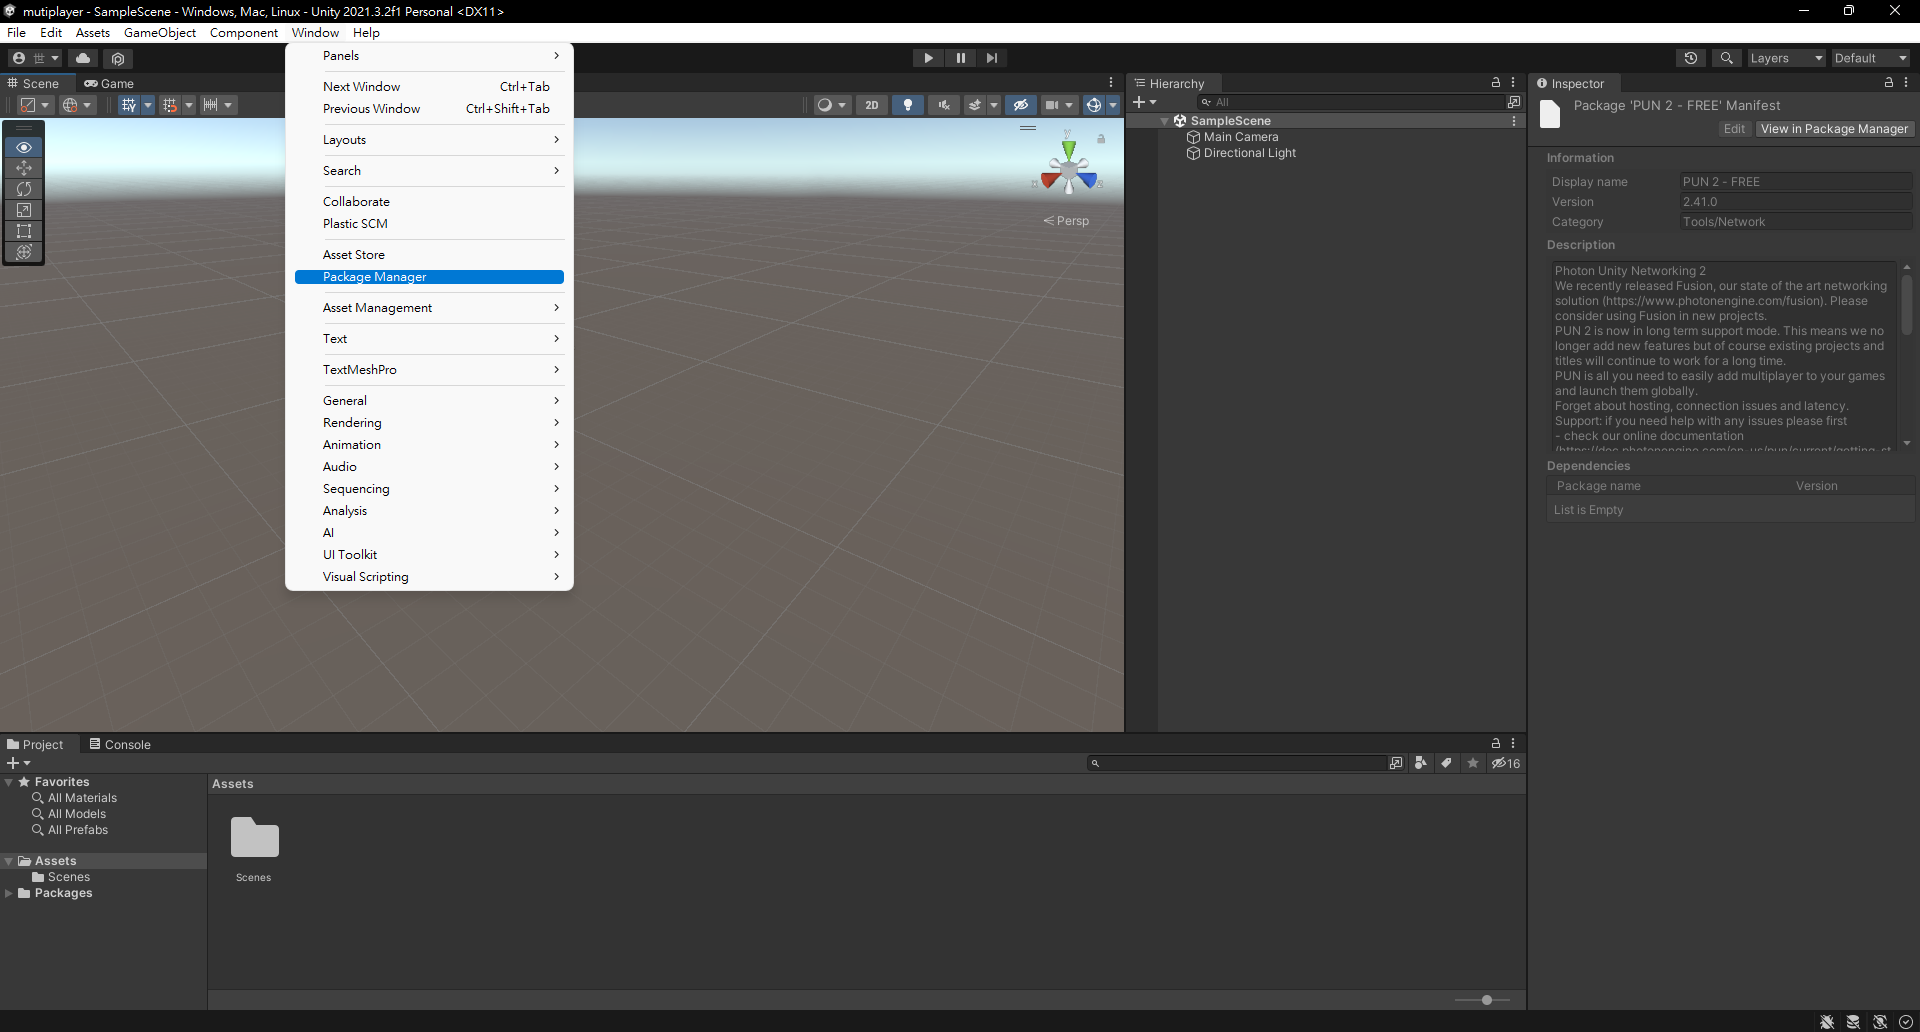 mutiplayer - SampleScene - Windows, Mac, Linux - Unity 2021.3.2f1 Personal <DX11>
File Edit Assets GameObject Component Window Help
Layers Default
Scene Game
2D
Persp
y
x
z
Panels
Next Window Ctrl+Tab
Previous Window Ctrl+Shift+Tab
Layouts
Search
Collaborate
Plastic SCM
Asset Store
Package Manager
Asset Management
Text
TextMeshPro
General
Rendering
Animation
Audio
Sequencing
Analysis
AI
UI Toolkit
Visual Scripting
Hierarchy
All
SampleScene
Main Camera
Directional Light
Inspector
Package 'PUN 2 - FREE' Manifest
Edit View in Package Manager
Information
Display name PUN 2 - FREE
Version 2.41.0
Category Tools/Network
Description
Photon Unity Networking 2
We recently released Fusion, our state of the art networking
solution (https://www.photonengine.com/fusion). Please
consider using Fusion in new projects.
PUN 2 is now in long term support mode. This means we no
longer add new features but of course existing projects and
titles will continue to work for a long time.
PUN is all you need to easily add multiplayer to your games
and launch them globally.
Forget about hosting, connection issues and latency.
Support: if you need help with any issues please first
- check our online documentation
(https://doc.photonengine.com/en-us/pun/current/getting-st
Dependencies
Package name Version
List is Empty
Project Console
16
Favorites
All Materials
All Models
All Prefabs
Assets
Scenes
Packages
Assets
Scenes